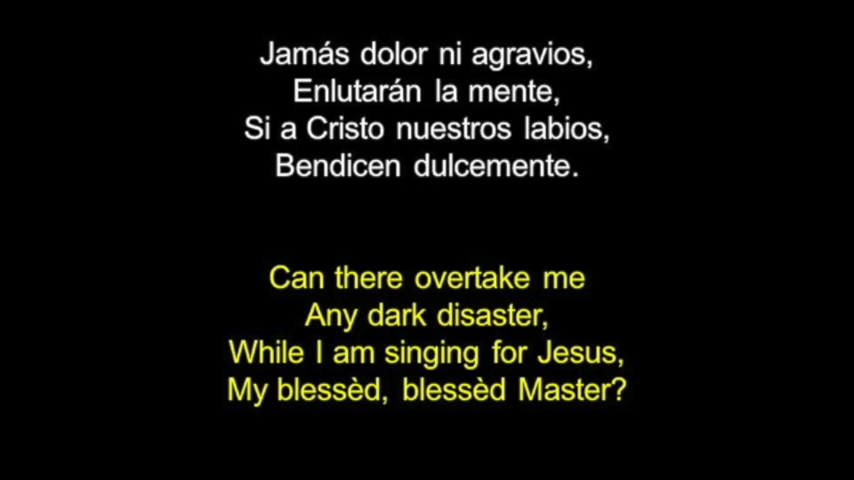 Jamás dolor ni agravios,
Enlutarán la mente,
Si a Cristo nuestros labios,
Bendicen dulcemente.
Can there overtake me
Any dark disaster,
While I am singing for Jesus,
My blessèd, blessèd Master?